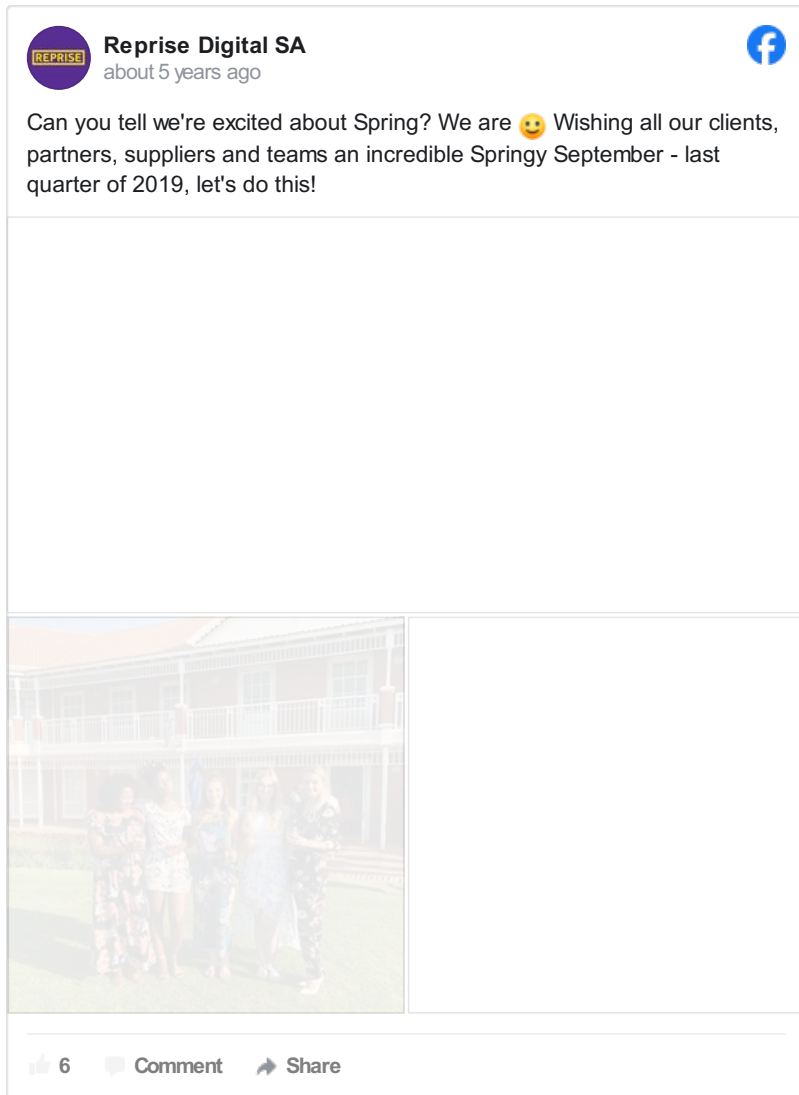 REPRISE
Reprise Digital SA
about 5 years ago
Can you tell we're excited about Spring? We are 🙂 Wishing all our clients,
partners, suppliers and teams an incredible Springy September - last
quarter of 2019, let's do this!
6 Comment Share